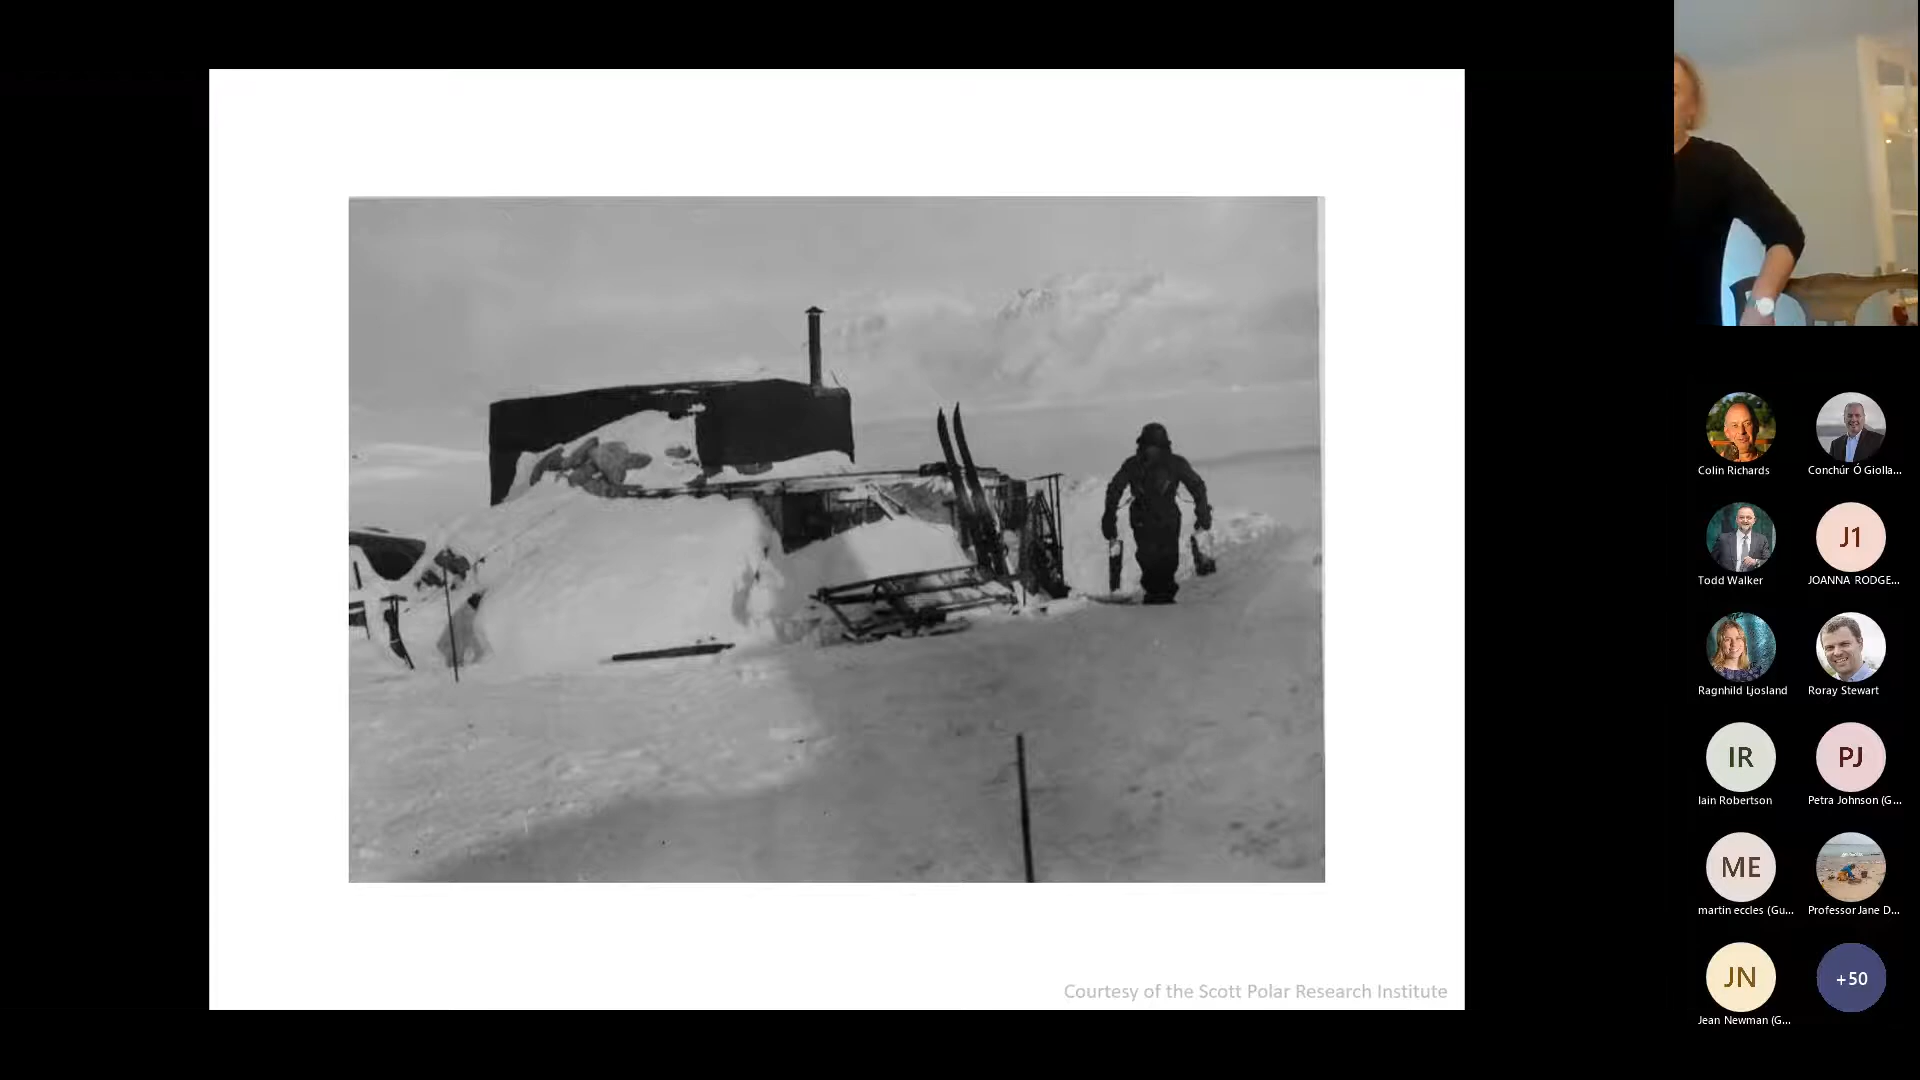 Courtesy of the Scott Polar Research Institute
Colin Richards
Conchúr Ó Giolla...
Todd Walker
J1
JOANNA RODGE...
Ragnhild Ljosland
Roray Stewart
IR
Iain Robertson
PJ
Petra Johnson (G...
ME
martin eccles (Gu...
Professor Jane D...
JN
Jean Newman (G...
+50